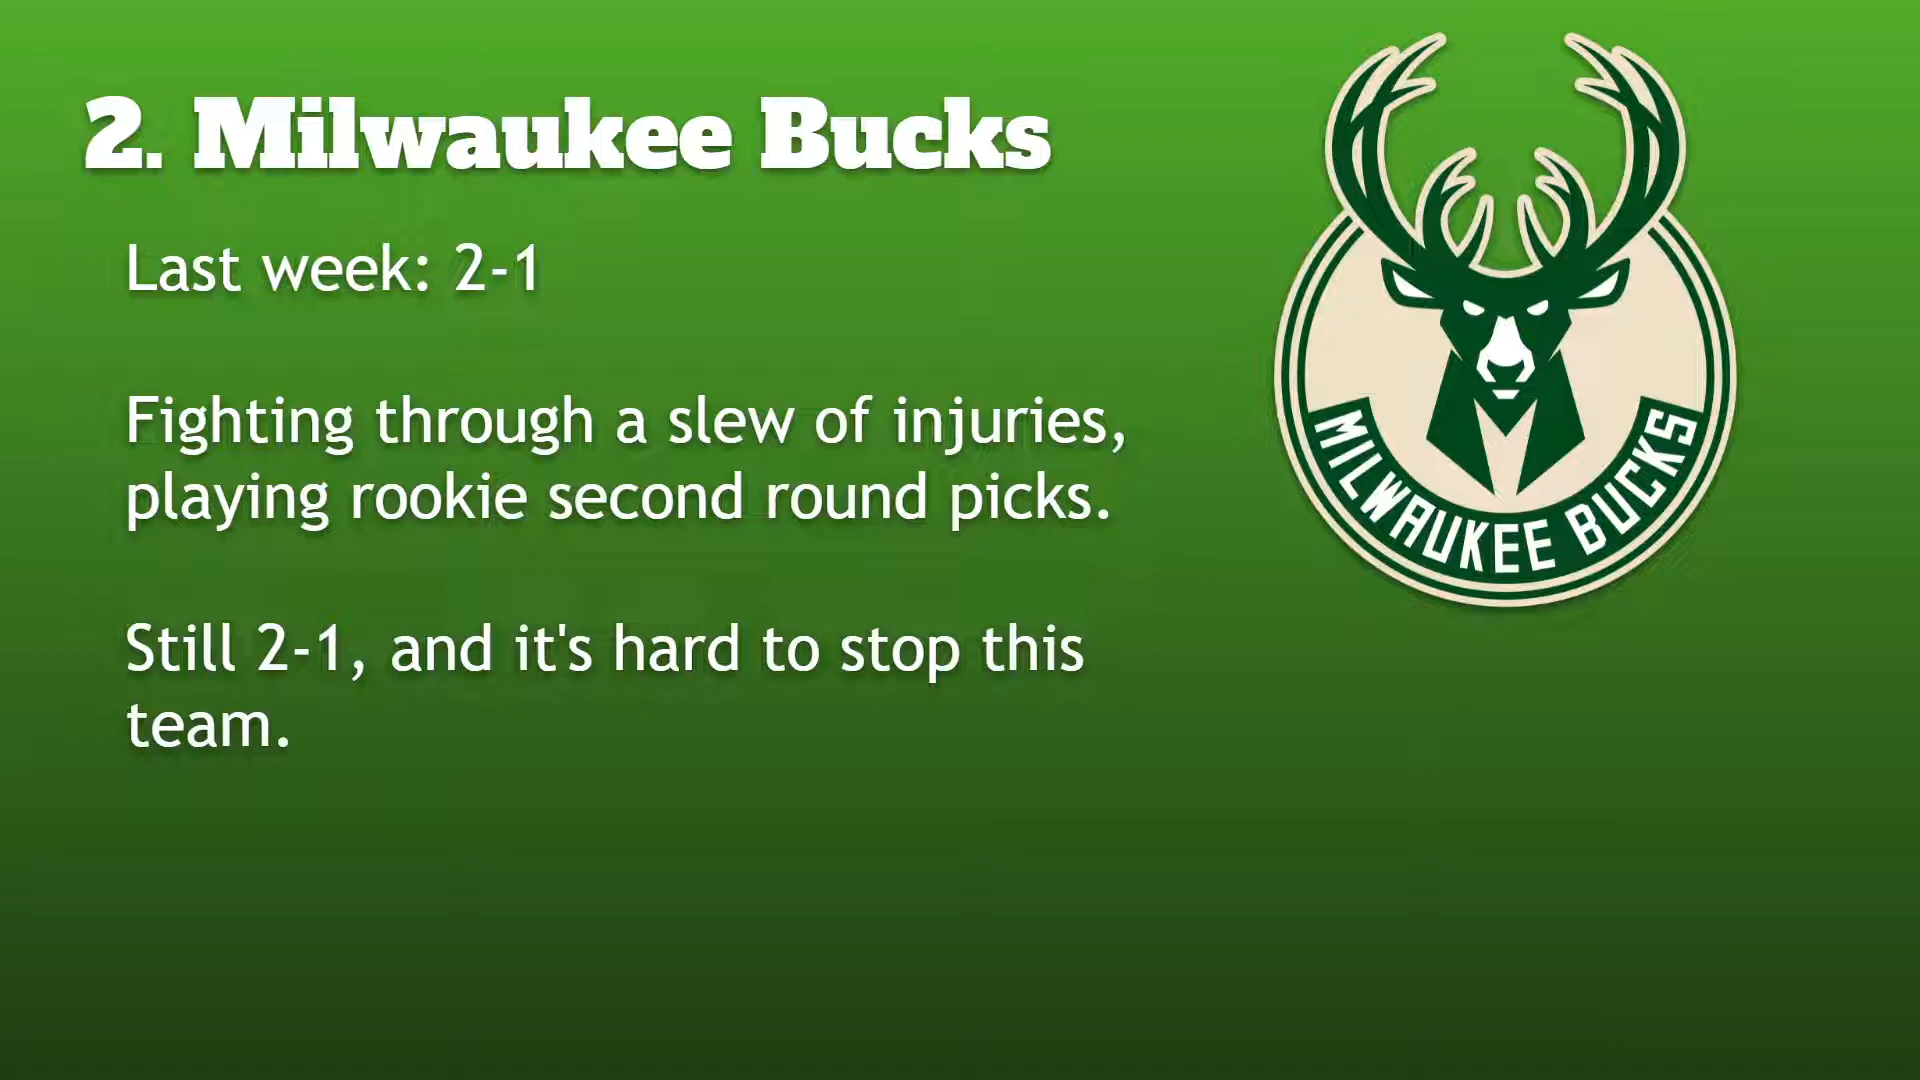 2. Milwaukee Bucks
Last week: 2-1
Fighting through a slew of injuries,
playing rookie second round picks.
Still 2-1, and it's hard to stop this
team.
MILWAUKEE BUCKS